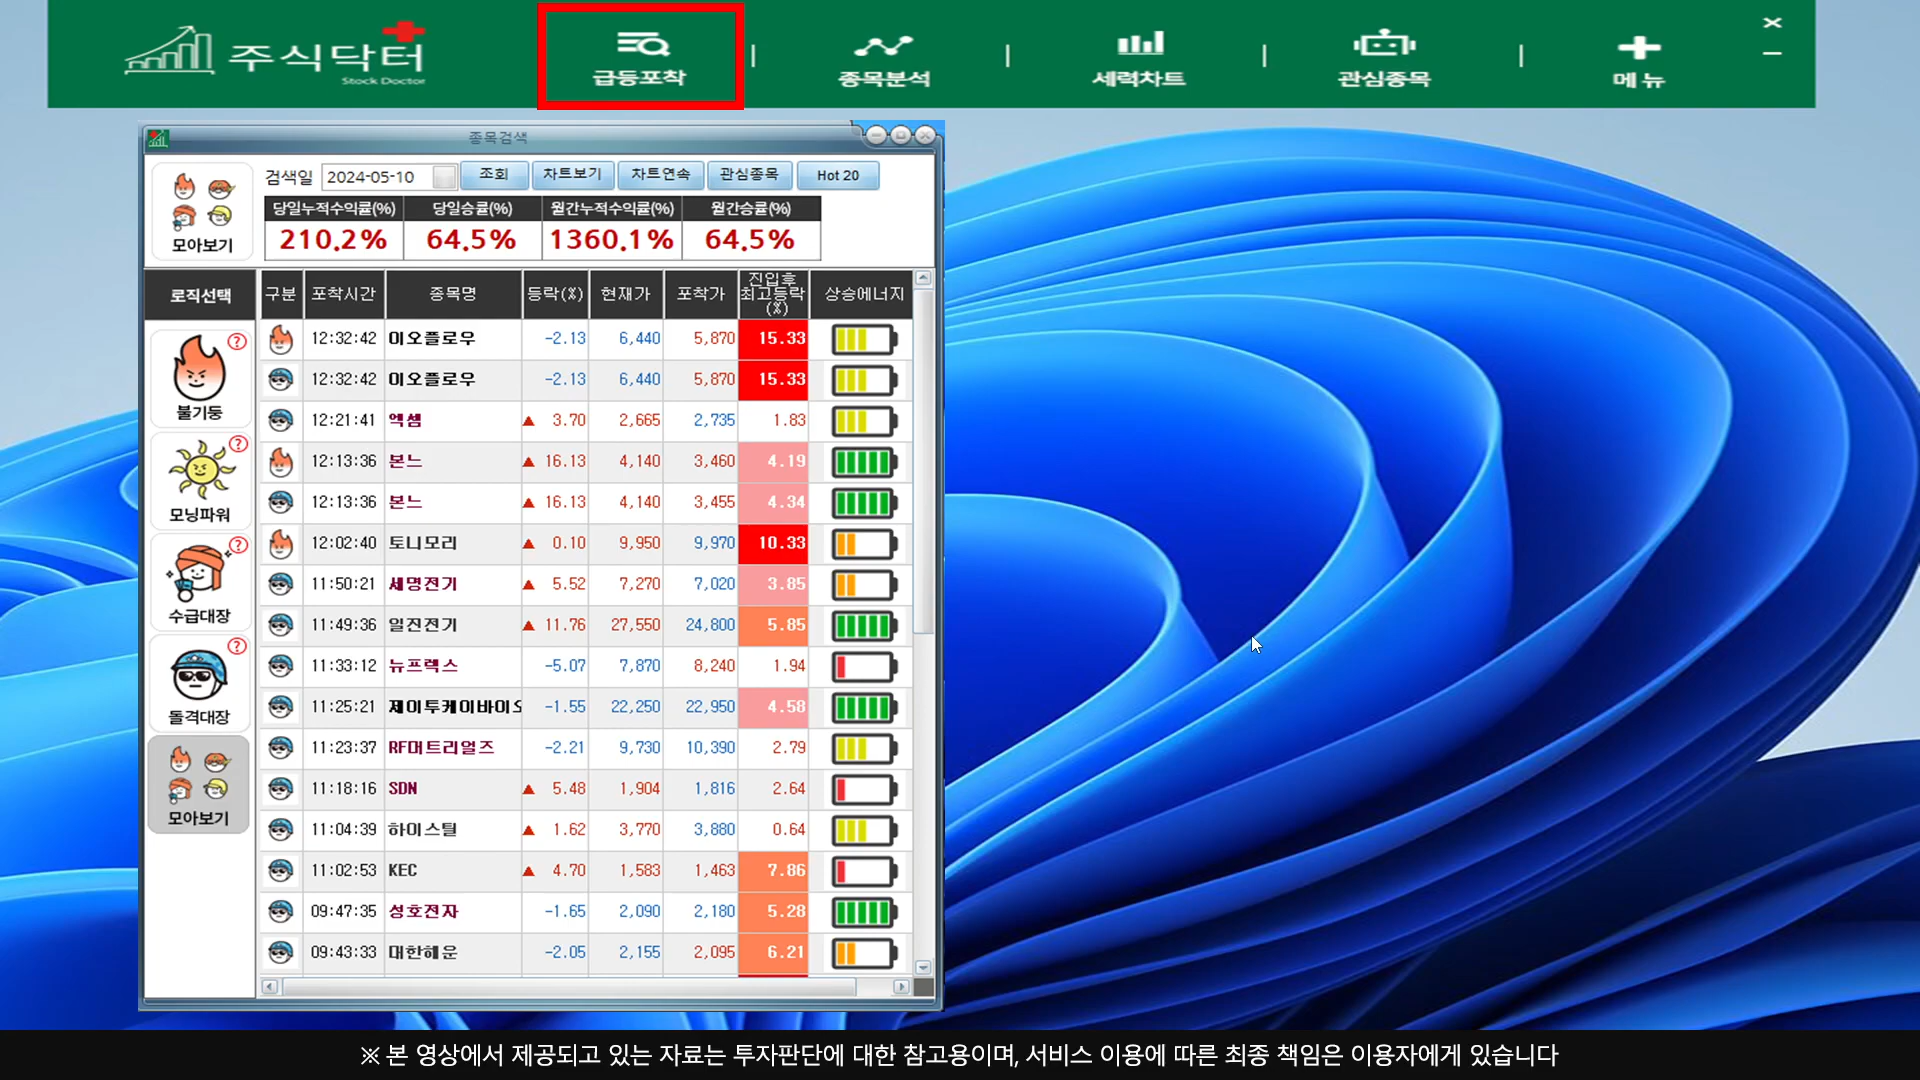 주식닥터
Stock Doctor
급등포착 | 종목분석 | 세력차트 | 관심종목 | 메뉴
종목검색
모아보기
검색일 2024-05-10 조회 차트보기 차트연속 관심종목 Hot 20
당일누적수익률(%) 당일승률(%) 월간누적수익률(%) 월간승률(%)
210.2% 64.5% 1360.1% 64.5%
로직선택
불기둥
모닝파워
수급대장
돌격대장
모아보기
구분 포착시간 종목명 등락(%) 현재가 포착가 진입후 최고등락 (%) 상승에너지
12:32:42 이오플로우 -2.13 6,440 5,870 15.33
12:32:42 이오플로우 -2.13 6,440 5,870 15.33
12:21:41 엑셈 ▲ 3.70 2,665 2,735 1.83
12:13:36 본느 ▲ 16.13 4,140 3,460 4.19
12:13:36 본느 ▲ 16.13 4,140 3,455 4.34
12:02:40 토니모리 ▲ 0.10 9,950 9,970 10.33
11:50:21 세명전기 ▲ 5.52 7,270 7,020 3.85
11:49:36 일진전기 ▲ 11.76 27,550 24,800 5.85
11:33:12 뉴프렉스 -5.07 7,870 8,240 1.94
11:25:21 제이투케이바이오 -1.55 22,250 22,950 4.58
11:23:37 RF머트리얼즈 -2.21 9,730 10,390 2.79
11:18:16 SDN ▲ 5.48 1,904 1,816 2.64
11:04:39 하이스틸 ▲ 1.62 3,770 3,880 0.64
11:02:53 KEC ▲ 4.70 1,583 1,463 7.86
09:47:35 성호전자 -1.65 2,090 2,180 5.28
09:43:33 대한해운 -2.05 2,155 2,095 6.21
※ 본 영상에서 제공되고 있는 자료는 투자판단에 대한 참고용이며, 서비스 이용에 따른 최종 책임은 이용자에게 있습니다